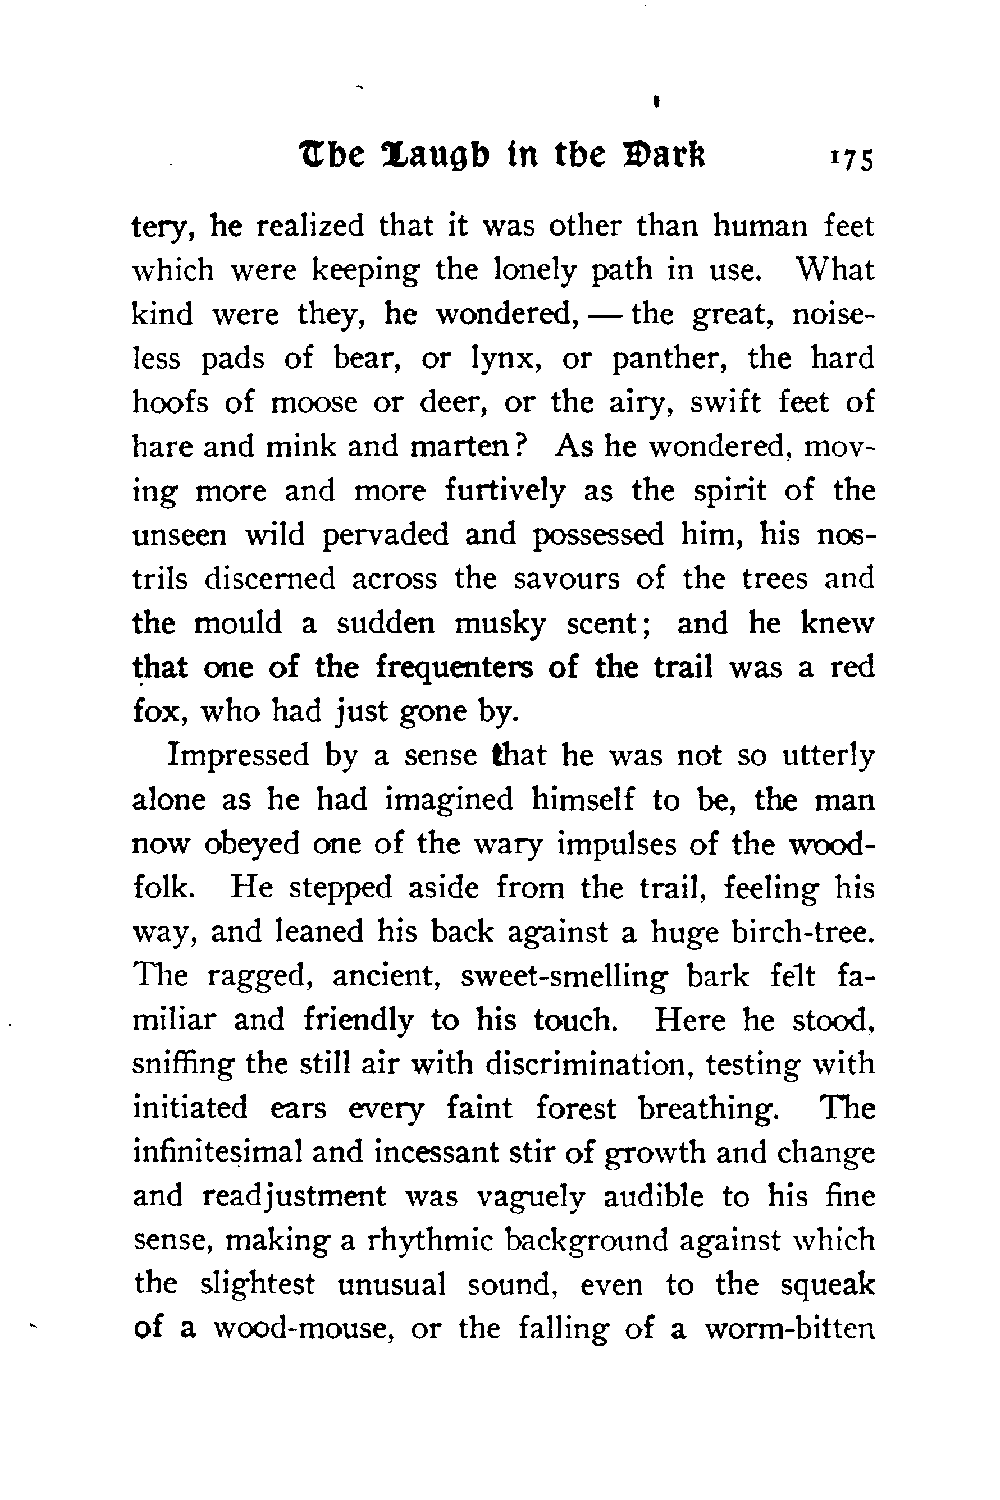 The Laugh in the Dark 175
tery, he realized that it was other than human feet
which were keeping the lonely path in use. What
kind were they, he wondered, — the great, noise-
less pads of bear, or lynx, or panther, the hard
hoofs of moose or deer, or the airy, swift feet of
hare and mink and marten? As he wondered, mov-
ing more and more furtively as the spirit of the
unseen wild pervaded and possessed him, his nos-
trils discerned across the savours of the trees and
the mould a sudden musky scent; and he knew
that one of the frequenters of the trail was a red
fox, who had just gone by.
Impressed by a sense that he was not so utterly
alone as he had imagined himself to be, the man
now obeyed one of the wary impulses of the wood-
folk. He stepped aside from the trail, feeling his
way, and leaned his back against a huge birch-tree.
The ragged, ancient, sweet-smelling bark felt fa-
miliar and friendly to his touch. Here he stood,
sniffing the still air with discrimination, testing with
initiated ears every faint forest breathing. The
infinitesimal and incessant stir of growth and change
and readjustment was vaguely audible to his fine
sense, making a rhythmic background against which
the slightest unusual sound, even to the squeak
of a wood-mouse, or the falling of a worm-bitten